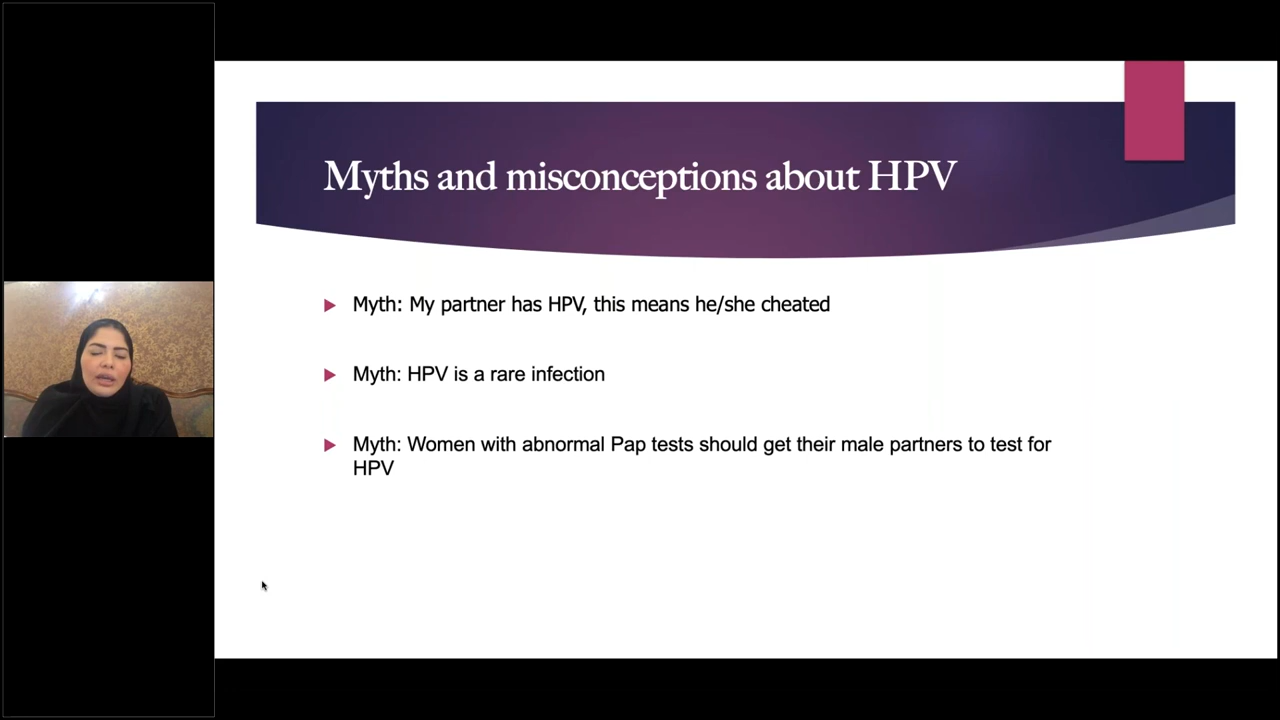 Myths and misconceptions about HPV
Myth: My partner has HPV, this means he/she cheated
Myth: HPV is a rare infection
Myth: Women with abnormal Pap tests should get their male partners to test for
HPV